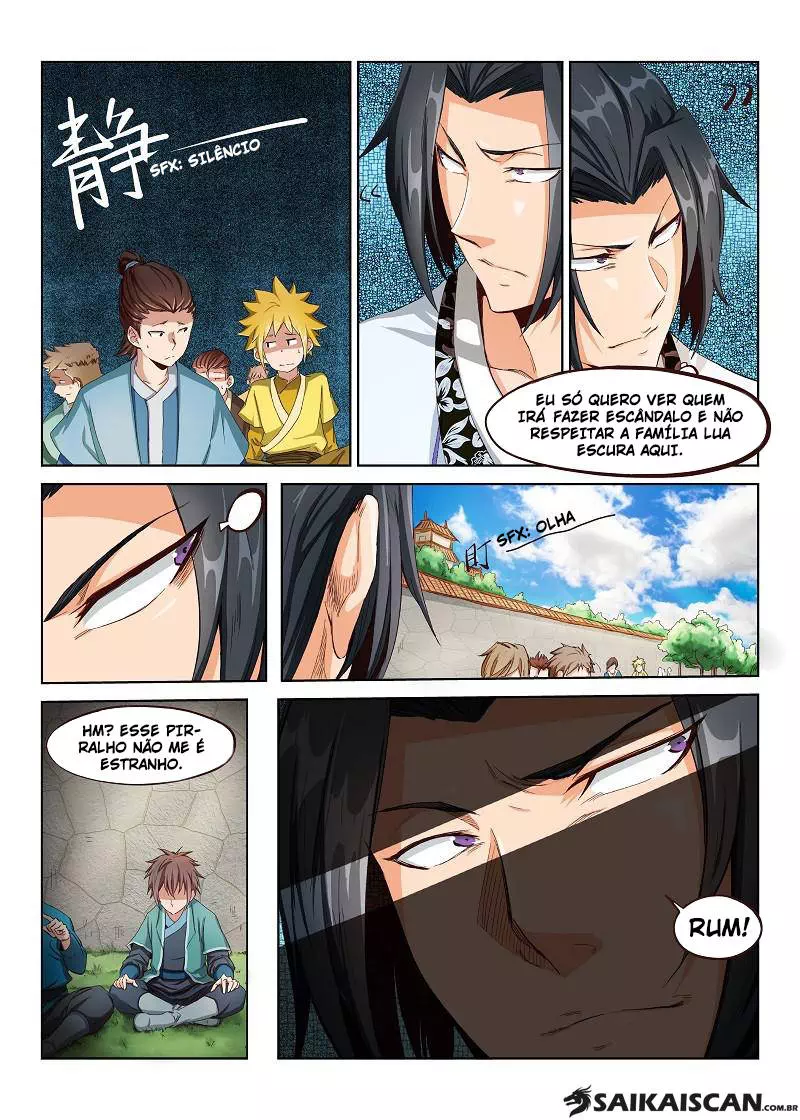 静
SFX: SILÊNCIO
EU SÓ QUERO VER QUEM
IRÁ FAZER ESCÂNDALO E NÃO
RESPEITAR A FAMÍLIA LUA
ESCURA AQUI.
盯
SFX: OLHA
HM? ESSE PIR-
RALHO NÃO ME É
ESTRANHO.
RUM!
SAIKAISCAN.COM.BR